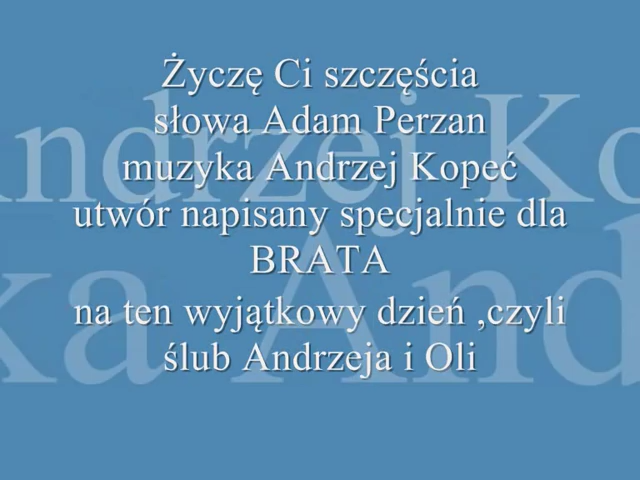 Życzę Ci szczęścia
słowa Adam Perzan
muzyka Andrzej Kopeć
utwór napisany specjalnie dla
BRATA
na ten wyjątkowy dzień ,czyli
ślub Andrzeja i Oli